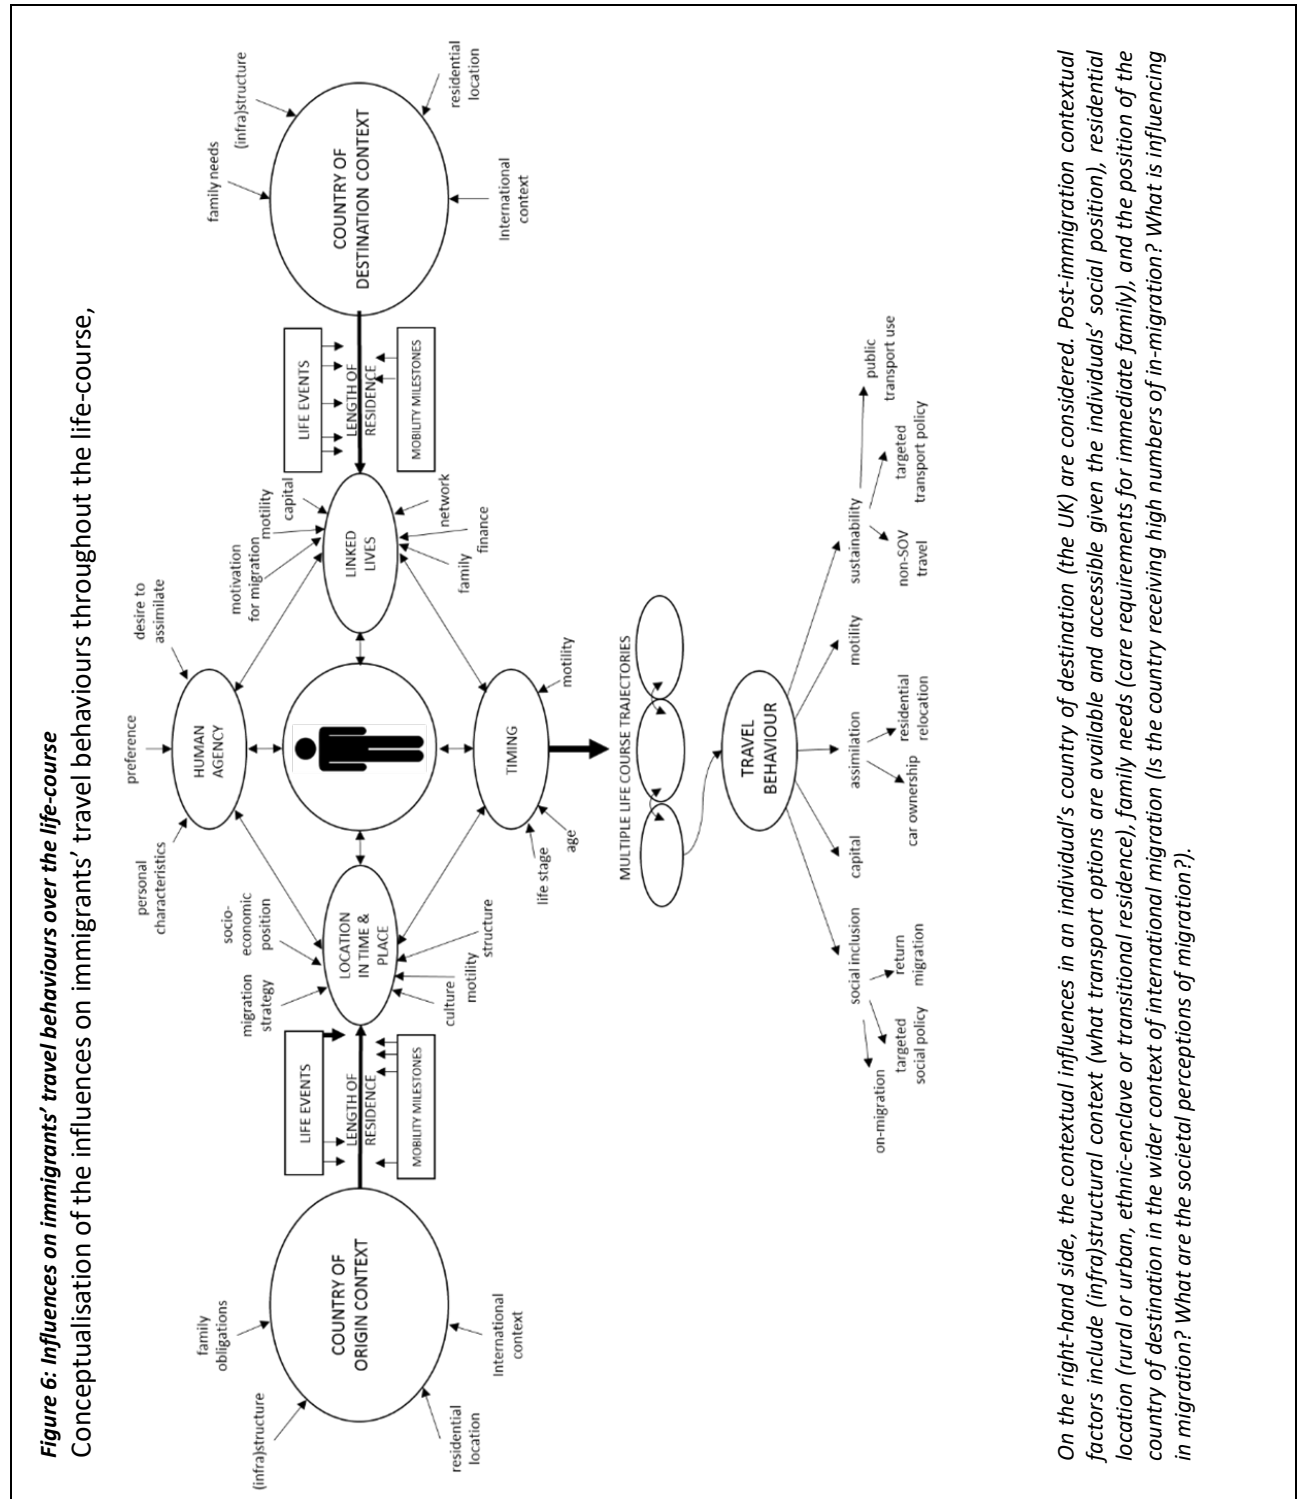 Figure 6: Influences on immigrants' travel behaviours over the life-course
Conceptualisation of the influences on immigrants' travel behaviours throughout the life-course,
personal
characteristics
preference
desire to
assimilate
HUMAN
AGENCY
family
obligations
(infra)structure
COUNTRY OF
ORIGIN CONTEXT
residential
location
International
context
LIFE EVENTS
LENGTH OF
RESIDENCE
MOBILITY MILESTONES
migration
strategy
socio-
economic
position
LOCATION
IN TIME &
PLACE
culture
motility
structure
motivation
for migration
motility
capital
LINKED
LIVES
family
finance
network
LIFE EVENTS
LENGTH OF
RESIDENCE
MOBILITY MILESTONES
family needs
(infra)structure
COUNTRY OF
DESTINATION CONTEXT
International
context
residential
location
TIMING
life stage
age
motility
MULTIPLE LIFE COURSE TRAJECTORIES
TRAVEL
BEHAVIOUR
social inclusion
capital
assimilation
motility
sustainability
on-migration
targeted
social policy
return
migration
car ownership
residential
relocation
non-SOV
travel
targeted
transport policy
public
transport use
On the right-hand side, the contextual influences in an individual's country of destination (the UK) are considered. Post-immigration contextual
factors include (infra)structural context (what transport options are available and accessible given the individuals' social position), residential
location (rural or urban, ethnic-enclave or transitional residence), family needs (care requirements for immediate family), and the position of the
country of destination in the wider context of international migration (Is the country receiving high numbers of in-migration? What is influencing
in migration? What are the societal perceptions of migration?).